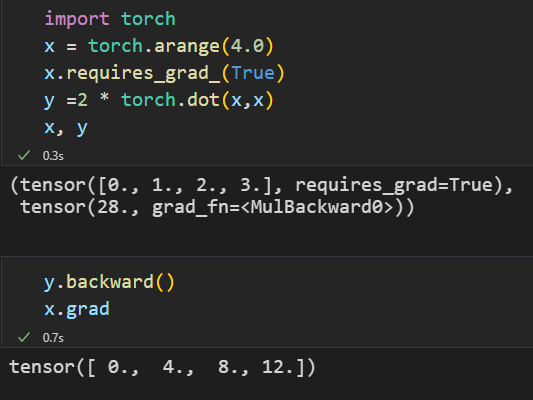 import torch
x = torch.arange(4.0)
x.requires_grad_(True)
y =2 * torch.dot(x,x)
x, y
✓ 0.3s
(tensor([0., 1., 2., 3.], requires_grad=True),
 tensor(28., grad_fn=<MulBackward0>))
y.backward()
x.grad
✓ 0.7s
tensor([ 0.,  4.,  8., 12.])